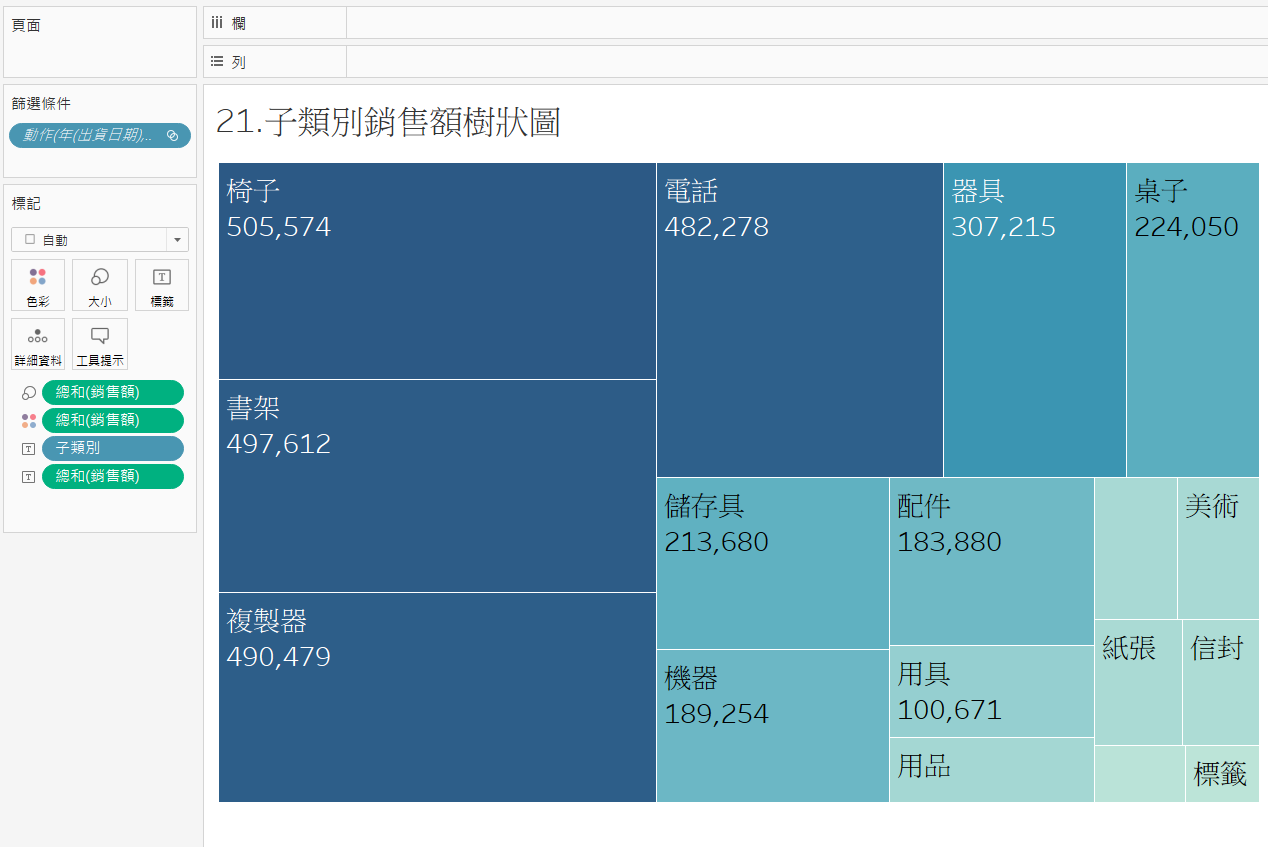 頁面
iii 欄
列
篩選條件
動作(年(出貨日期),...
標記
自動
色彩
大小
標籤
詳細資料
工具提示
總和(銷售額)
總和(銷售額)
子類別
總和(銷售額)
21.子類別銷售額樹狀圖
椅子
505,574
書架
497,612
複製器
490,479
電話
482,278
器具
307,215
桌子
224,050
儲存具
213,680
機器
189,254
配件
183,880
用具
100,671
用品
美術
紙張
信封
標籤